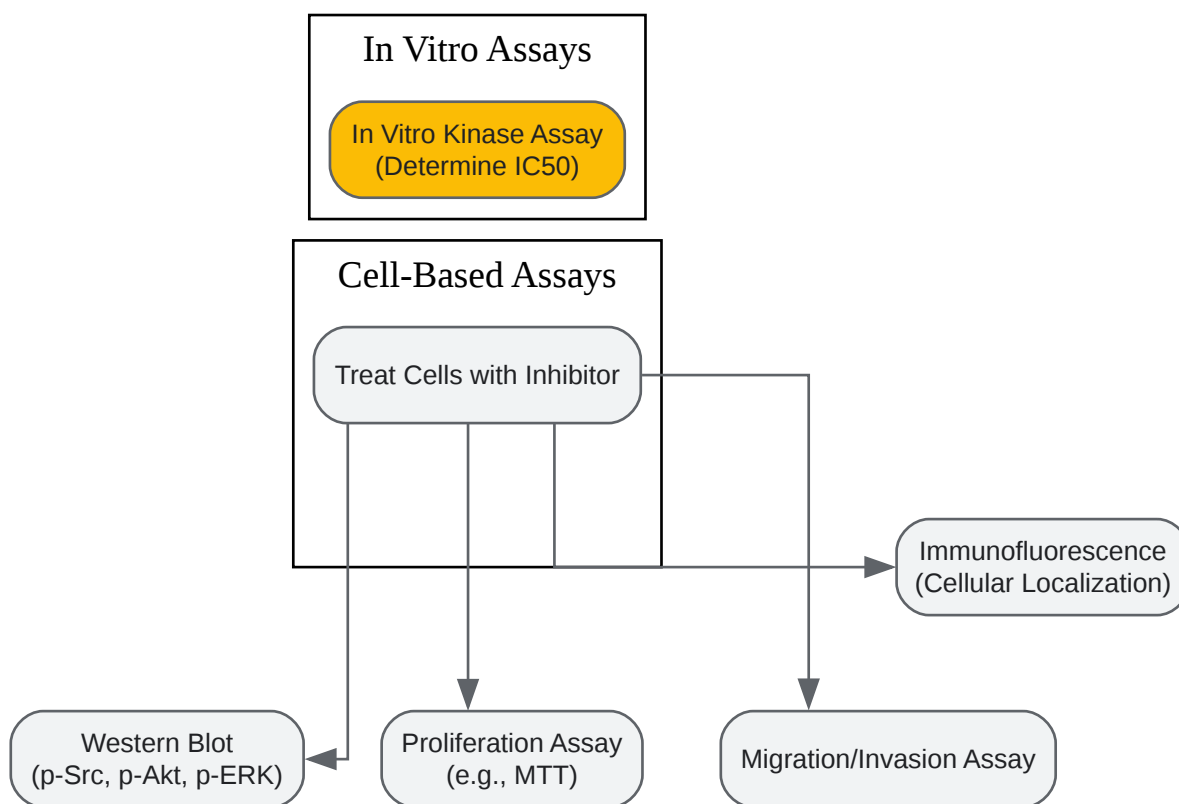 In Vitro Assays
In Vitro Kinase Assay
(Determine IC50)
Cell-Based Assays
Treat Cells with Inhibitor
Immunofluorescence
(Cellular Localization)
Western Blot
(p-Src, p-Akt, p-ERK)
Proliferation Assay
(e.g., MTT)
Migration/Invasion Assay